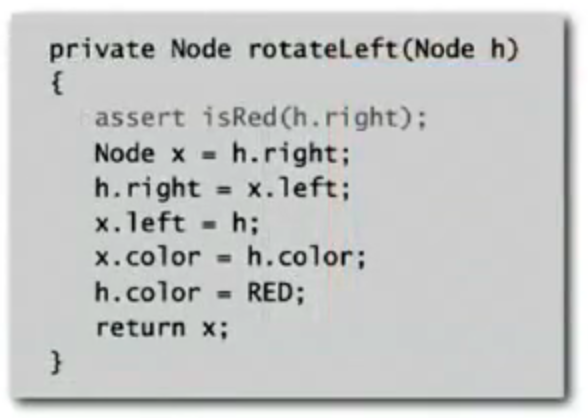 private Node rotateLeft(Node h)
{
assert isRed(h.right);
Node x = h.right;
h.right = x.left;
x.left = h;
x.color = h.color;
h.color = RED;
return x;
}